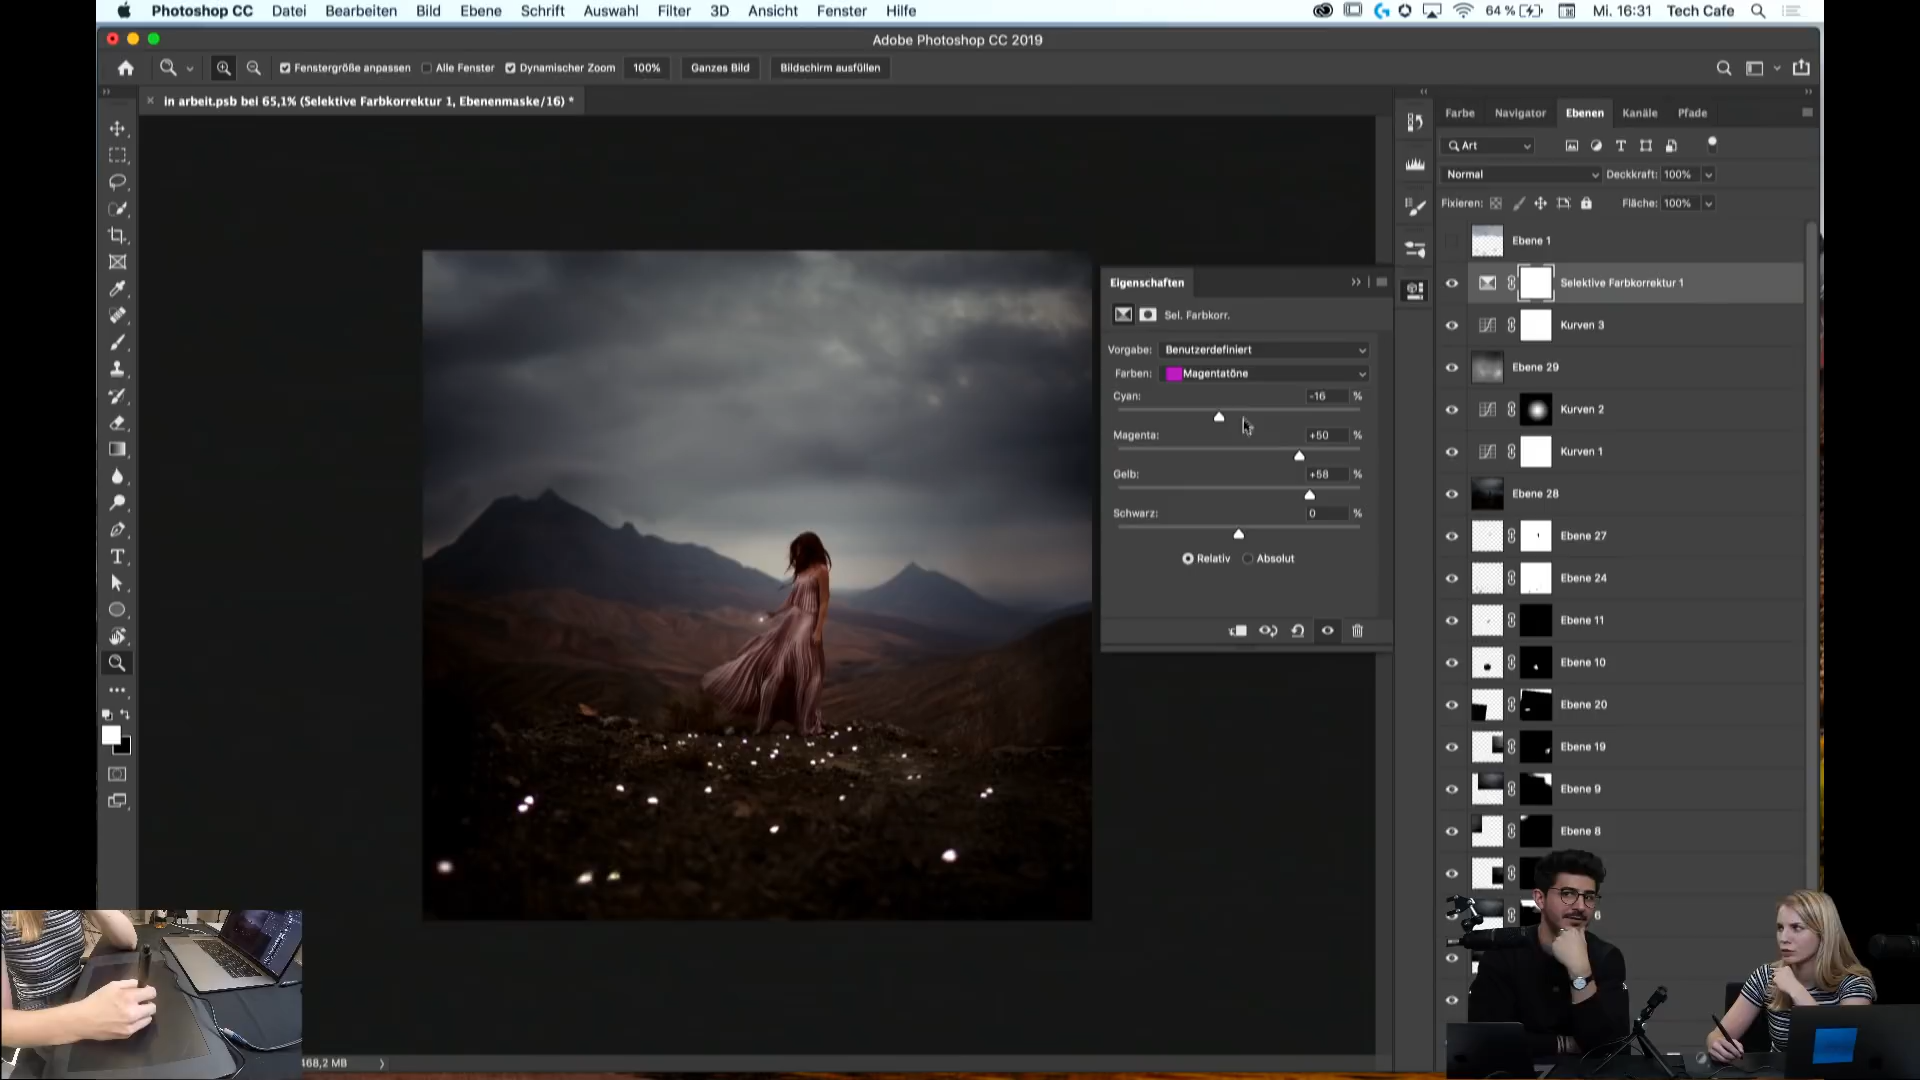 Photoshop CC Datei Bearbeiten Bild Ebene Schrift Auswahl Filter 3D Ansicht Fenster Hilfe 64 % Mi. 16:31 Tech Cafe
Adobe Photoshop CC 2019
Fenstergröße anpassen Alle Fenster Dynamischer Zoom 100% Ganzes Bild Bildschirm ausfüllen
in arbeit.psb bei 65,1% (Selektive Farbkorrektur 1, Ebenenmaske/16) *
Farbe Navigator Ebenen Kanäle Pfade
Art
Normal Deckkraft: 100%
Fixieren: Fläche: 100%
Ebene 1
Selektive Farbkorrektur 1
Kurven 3
Ebene 29
Kurven 2
Kurven 1
Ebene 28
Ebene 27
Ebene 24
Ebene 11
Ebene 10
Ebene 20
Ebene 19
Ebene 9
Ebene 8
6
Eigenschaften
Sel. Farbkorr.
Vorgabe: Benutzerdefiniert
Farben: Magentatöne
Cyan: -16 %
Magenta: +50 %
Gelb: +58 %
Schwarz: 0 %
Relativ Absolut
468,2 MB